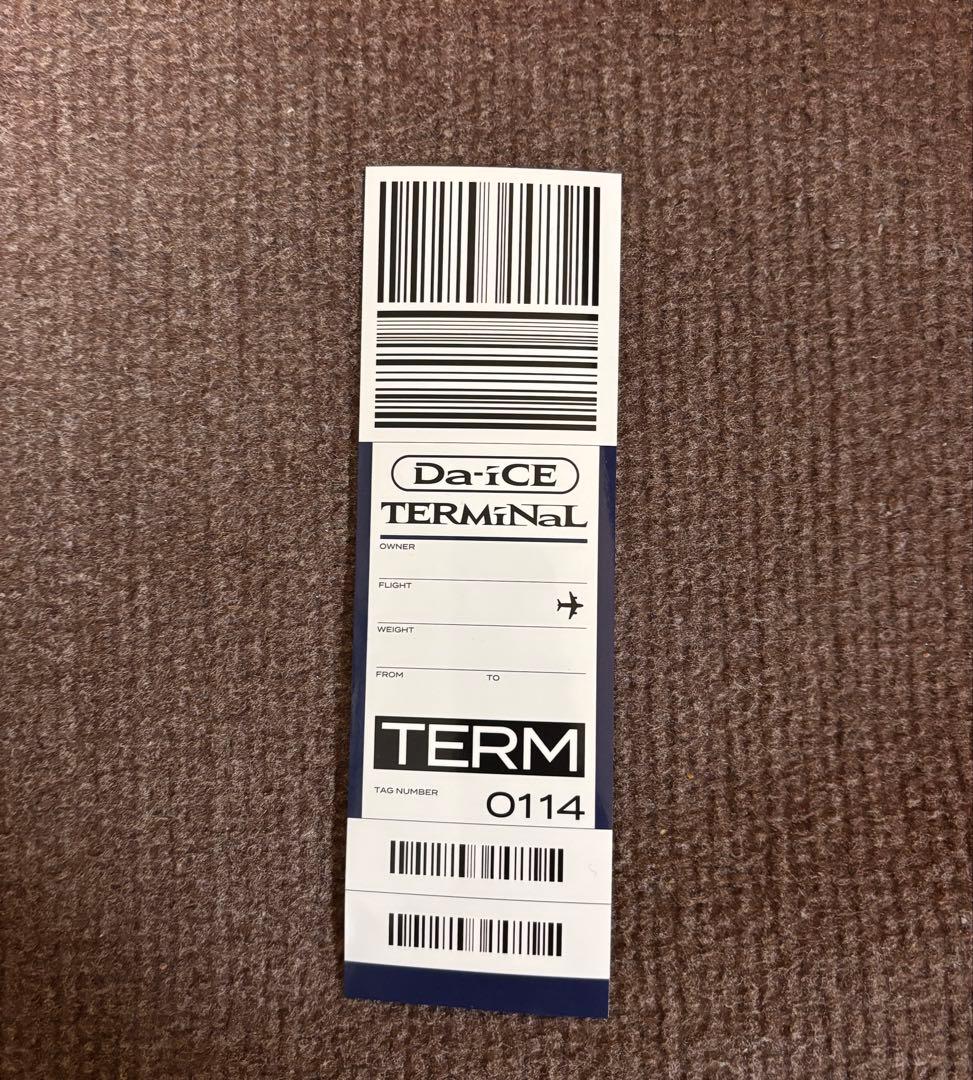 Da-iCE
TERMiNaL
OWNER
FLIGHT
WEIGHT
FROM TO
TERM
TAG NUMBER 0114